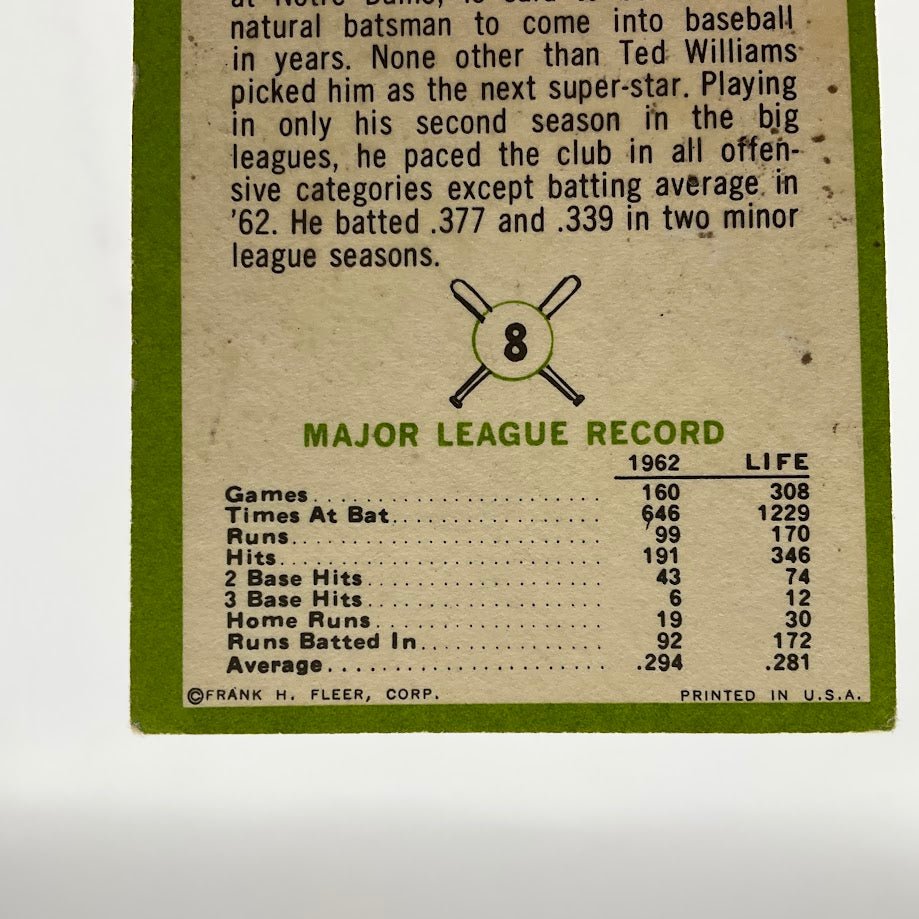 natural batsman to come into baseball
in years. None other than Ted Williams
picked him as the next super-star. Playing
in only his second season in the big
leagues, he paced the club in all offen-
sive categories except batting average in
'62. He batted .377 and .339 in two minor
league seasons.
8
MAJOR LEAGUE RECORD
1962 LIFE
Games 160 308
Times At Bat 646 1229
Runs 99 170
Hits 191 346
2 Base Hits 43 74
3 Base Hits 6 12
Home Runs 19 30
Runs Batted In 92 172
Average .294 .281
©FRANK H. FLEER, CORP. PRINTED IN U.S.A.